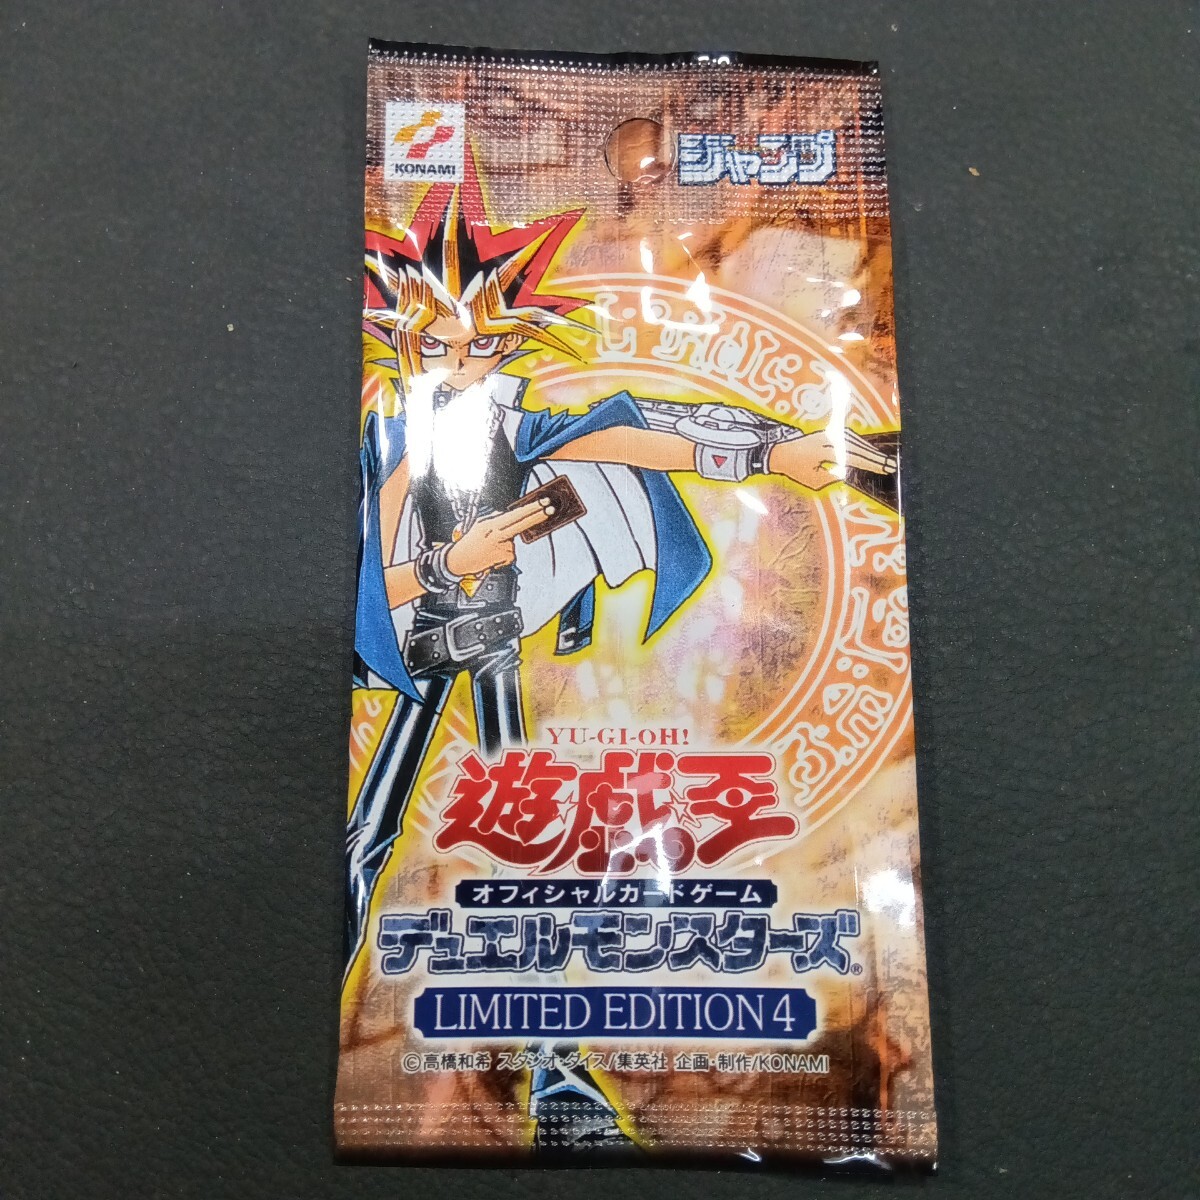 KONAMI
ジャンプ
YU-GI-OH!
遊☆戯☆王
オフィシャルカードゲーム
デュエルモンスターズ®
LIMITED EDITION 4
©高橋和希 スタジオ・ダイス/集英社 企画・制作/KONAMI